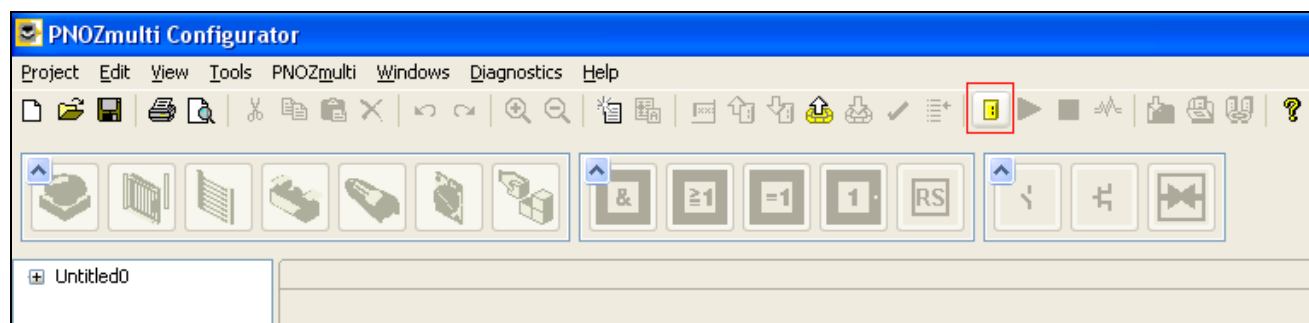 PNOZmulti Configurator
Project Edit View Tools PNOZmulti Windows Diagnostics Help
& ≧1 =1 1 RS
Untitled0